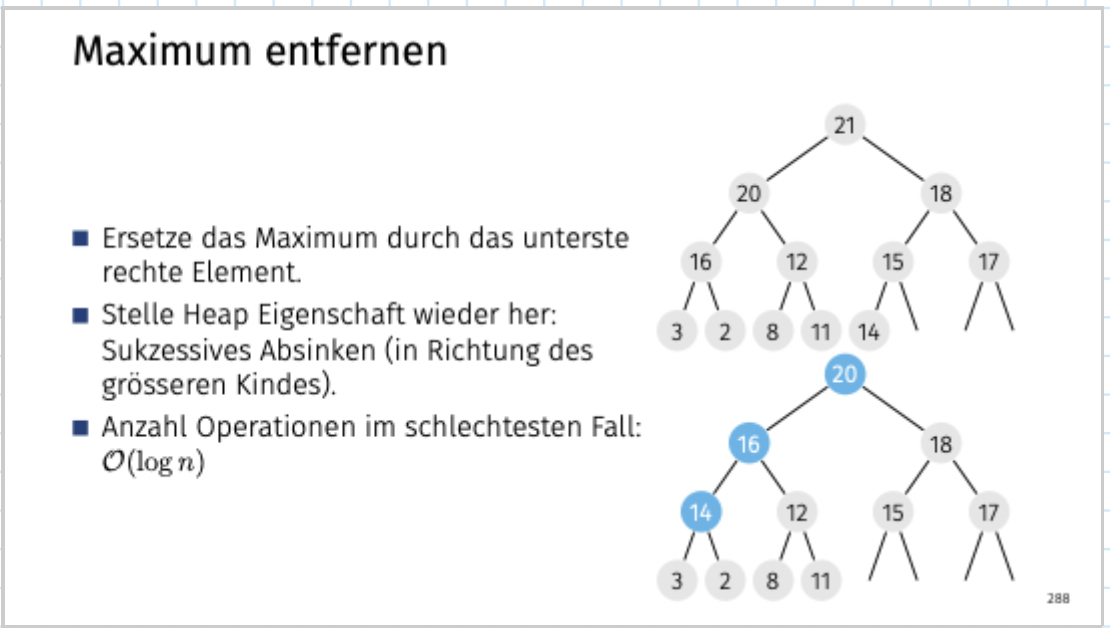 Maximum entfernen
■ Ersetze das Maximum durch das unterste
rechte Element.
■ Stelle Heap Eigenschaft wieder her:
Sukzessives Absinken (in Richtung des
grösseren Kindes).
■ Anzahl Operationen im schlechtesten Fall:
𝒪(log n)
21
20 18
16 12 15 17
3 2 8 11 14
20
16 18
14 12 15 17
3 2 8 11
288